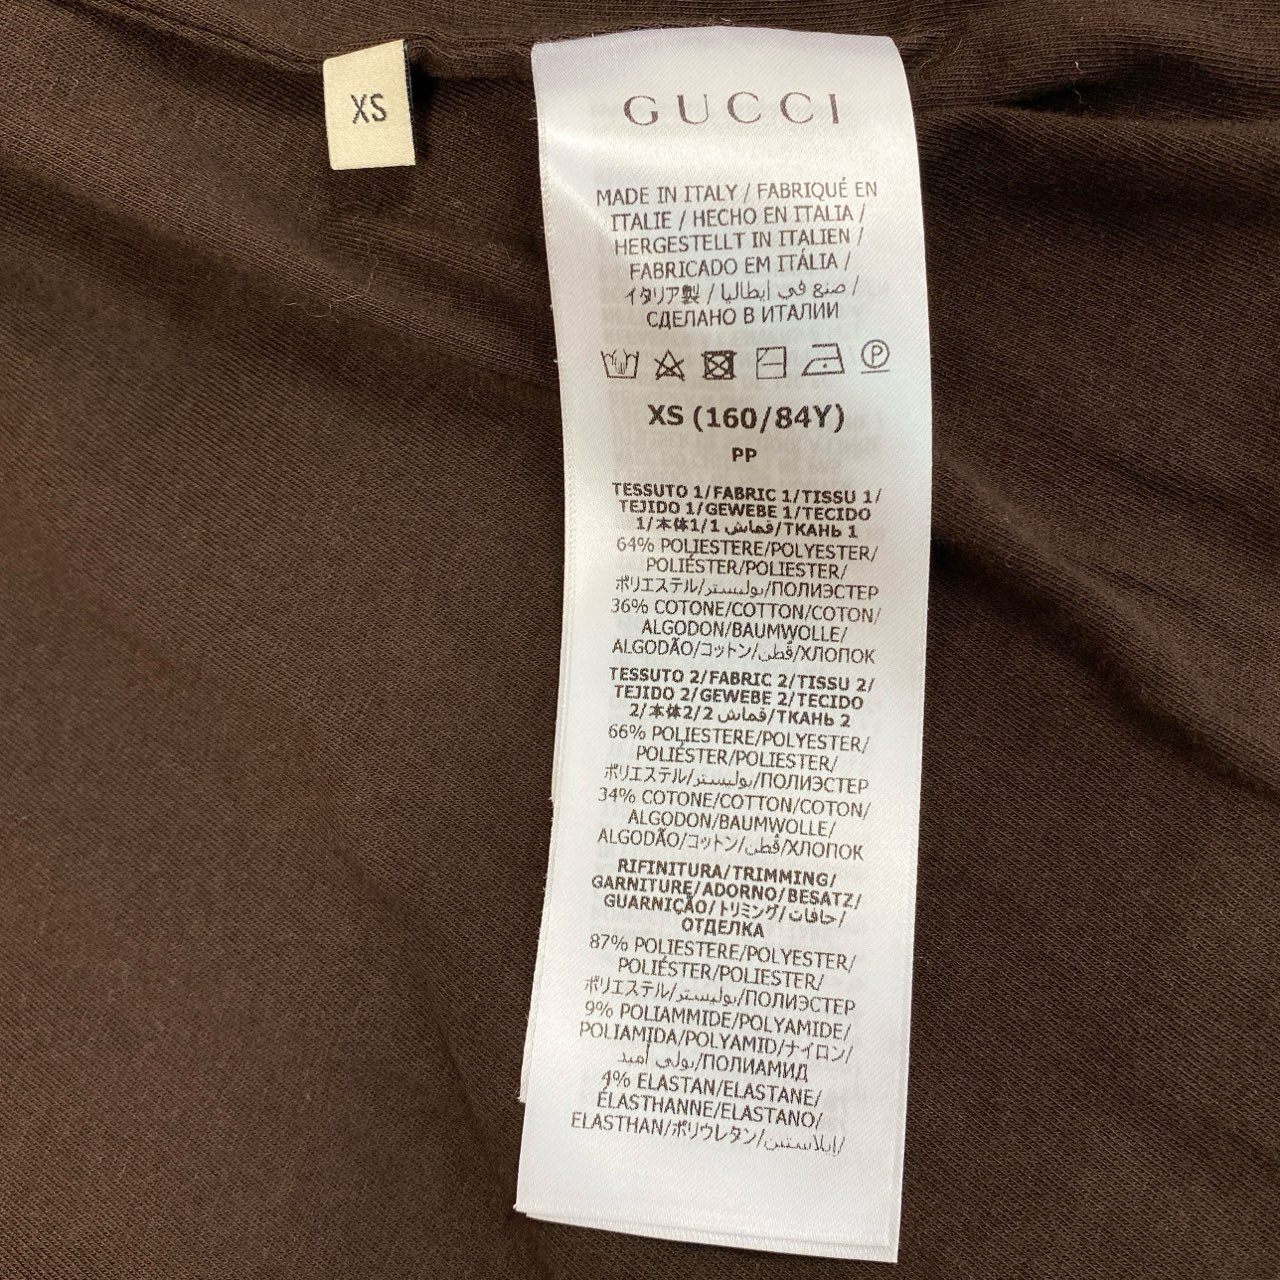 XS
GUCCI
MADE IN ITALY / FABRIQUÉ EN
ITALIE / HECHO EN ITALIA /
HERGESTELLT IN ITALIEN /
FABRICADO EM ITÁLIA /
イタリア製 / صنع في إيطاليا /
СДЕЛАНО В ИТАЛИИ
P
XS (160/84Y)
PP
TESSUTO 1/FABRIC 1/TISSU 1/
TEJIDO 1/GEWEBE 1/TECIDO
1/本体1/1 قماش/ТКАНЬ 1
64% POLIESTERE/POLYESTER/
POLIÉSTER/POLIESTER/
ポリエステル/بوليستر/ПОЛИЭСТЕР
36% COTONE/COTTON/COTON/
ALGODON/BAUMWOLLE/
ALGODÃO/コットン/قطن/ХЛОПОК
TESSUTO 2/FABRIC 2/TISSU 2/
TEJIDO 2/GEWEBE 2/TECIDO
2/本体2/2 قماش/ТКАНЬ 2
66% POLIESTERE/POLYESTER/
POLIÉSTER/POLIESTER/
ポリエステル/بوليستر/ПОЛИЭСТЕР
34% COTONE/COTTON/COTON/
ALGODON/BAUMWOLLE/
ALGODÃO/コットン/قطن/ХЛОПОК
RIFINITURA/TRIMMING/
GARNITURE/ADORNO/BESATZ/
GUARNIÇÃO/トリミング/حافات/
ОТДЕЛКА
87% POLIESTERE/POLYESTER/
POLIÉSTER/POLIESTER/
ポリエステル/بوليستر/ПОЛИЭСТЕР
9% POLIAMMIDE/POLYAMIDE/
POLIAMIDA/POLYAMID/ナイロン/
بولي أميد/ПОЛИАМИД
4% ELASTAN/ELASTANE/
ÉLASTHANNE/ELASTANO/
ELASTHAN/ポリウレタン/إيلاستين/